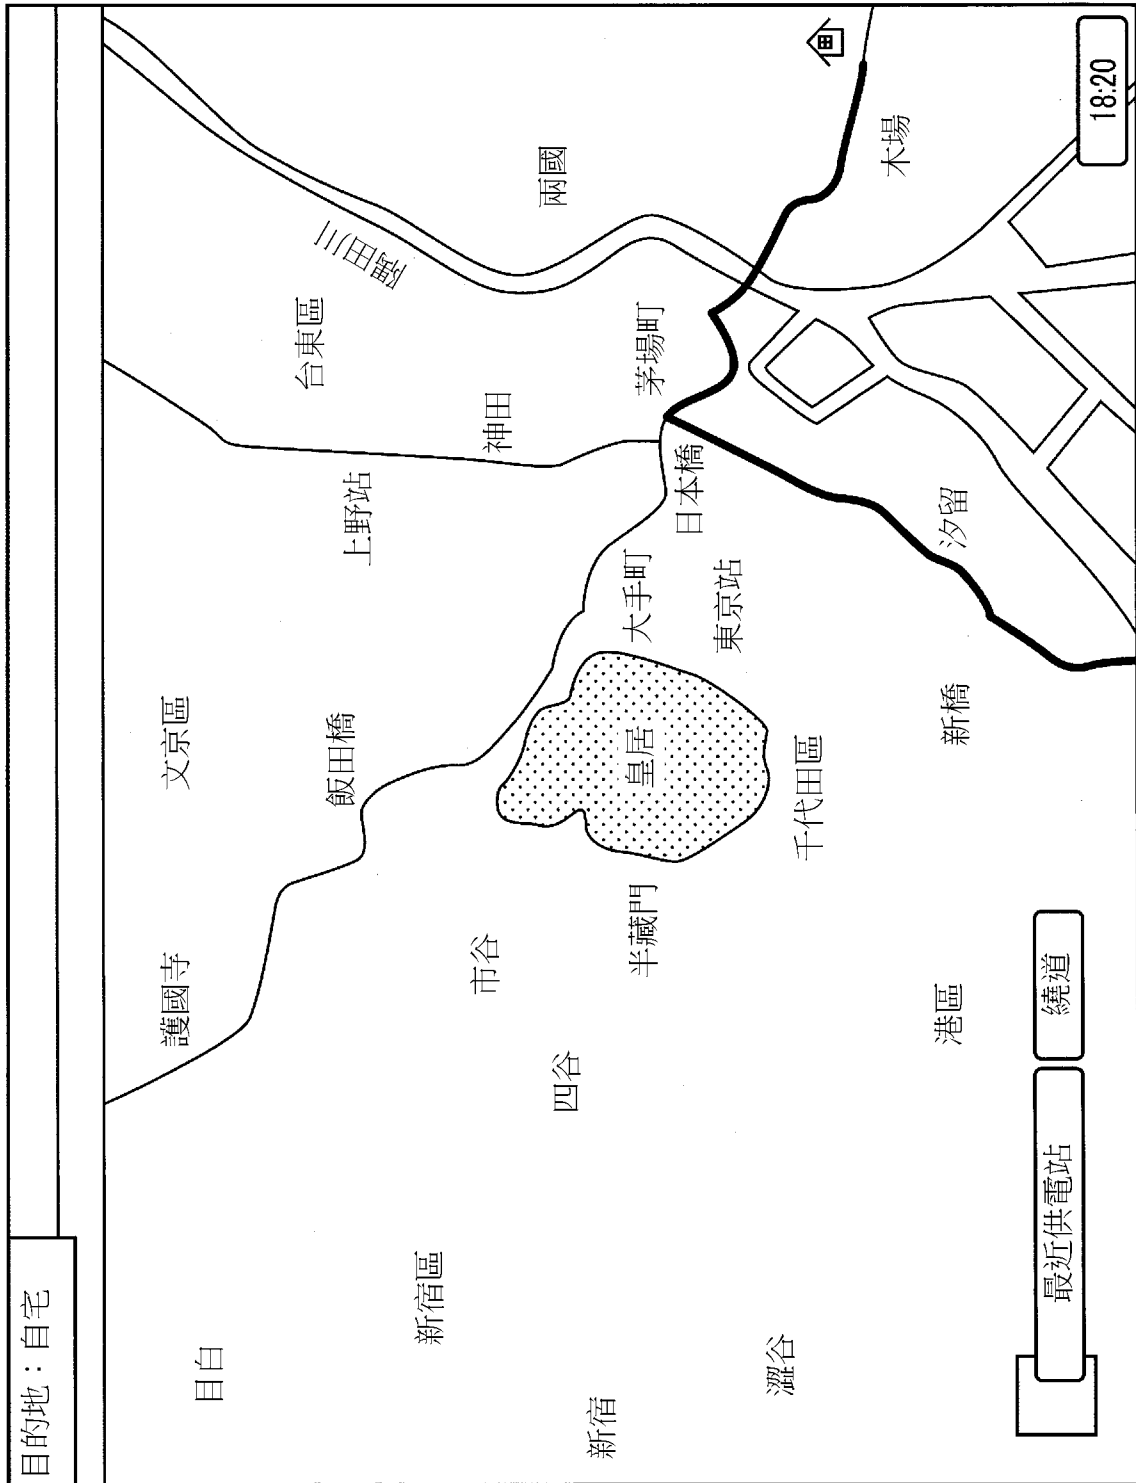 目的地：自宅
目白
護國寺
文京區
台東區
隅田三
飯田橋
上野站
新宿區
市谷
神田
兩國
新宿
四谷
半藏門
皇居
大手町
茅場町
日本橋
東京站
澀谷
千代田區
木場
港區
新橋
汐留
最近供電站
繞道
18:20